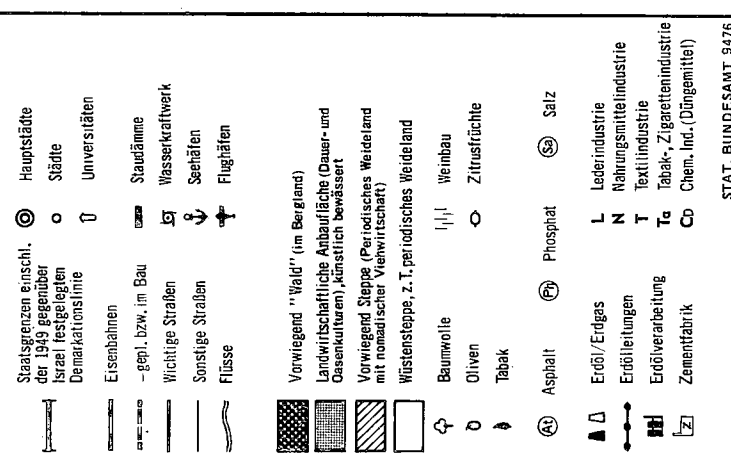 Staatsgrenzen einschl.
der 1949 gegenüber
Israel festgelegten
Demarkationslinie
Eisenbahnen
- gepl. bzw. im Bau
Wichtige Straßen
Sonstige Straßen
Flüsse
Hauptstädte
Städte
Universitäten
Staudämme
Wasserkraftwerk
Seehäfen
Flughäfen
Vorwiegend "Wald" (im Bergland)
Landwirtschaftliche Anbaufläche (Dauer- und
Oasenkulturen), künstlich bewässert
Vorwiegend Steppe (Periodisches Weideland
mit nomadischer Viehwirtschaft)
Wüstensteppe, z. T. periodisches Weideland
Baumwolle
Oliven
Tabak
Weinbau
Zitrusfrüchte
At Asphalt
Ph Phosphat
Sa Salz
Erdöl/Erdgas
Erdölleitungen
Erdölverarbeitung
Z Zementfabrik
L Lederindustrie
N Nahrungsmittelindustrie
T Textilindustrie
Ta Tabak-, Zigarettenindustrie
CD Chem. Ind. (Düngemittel)
STAT. BUNDESAMT 9476